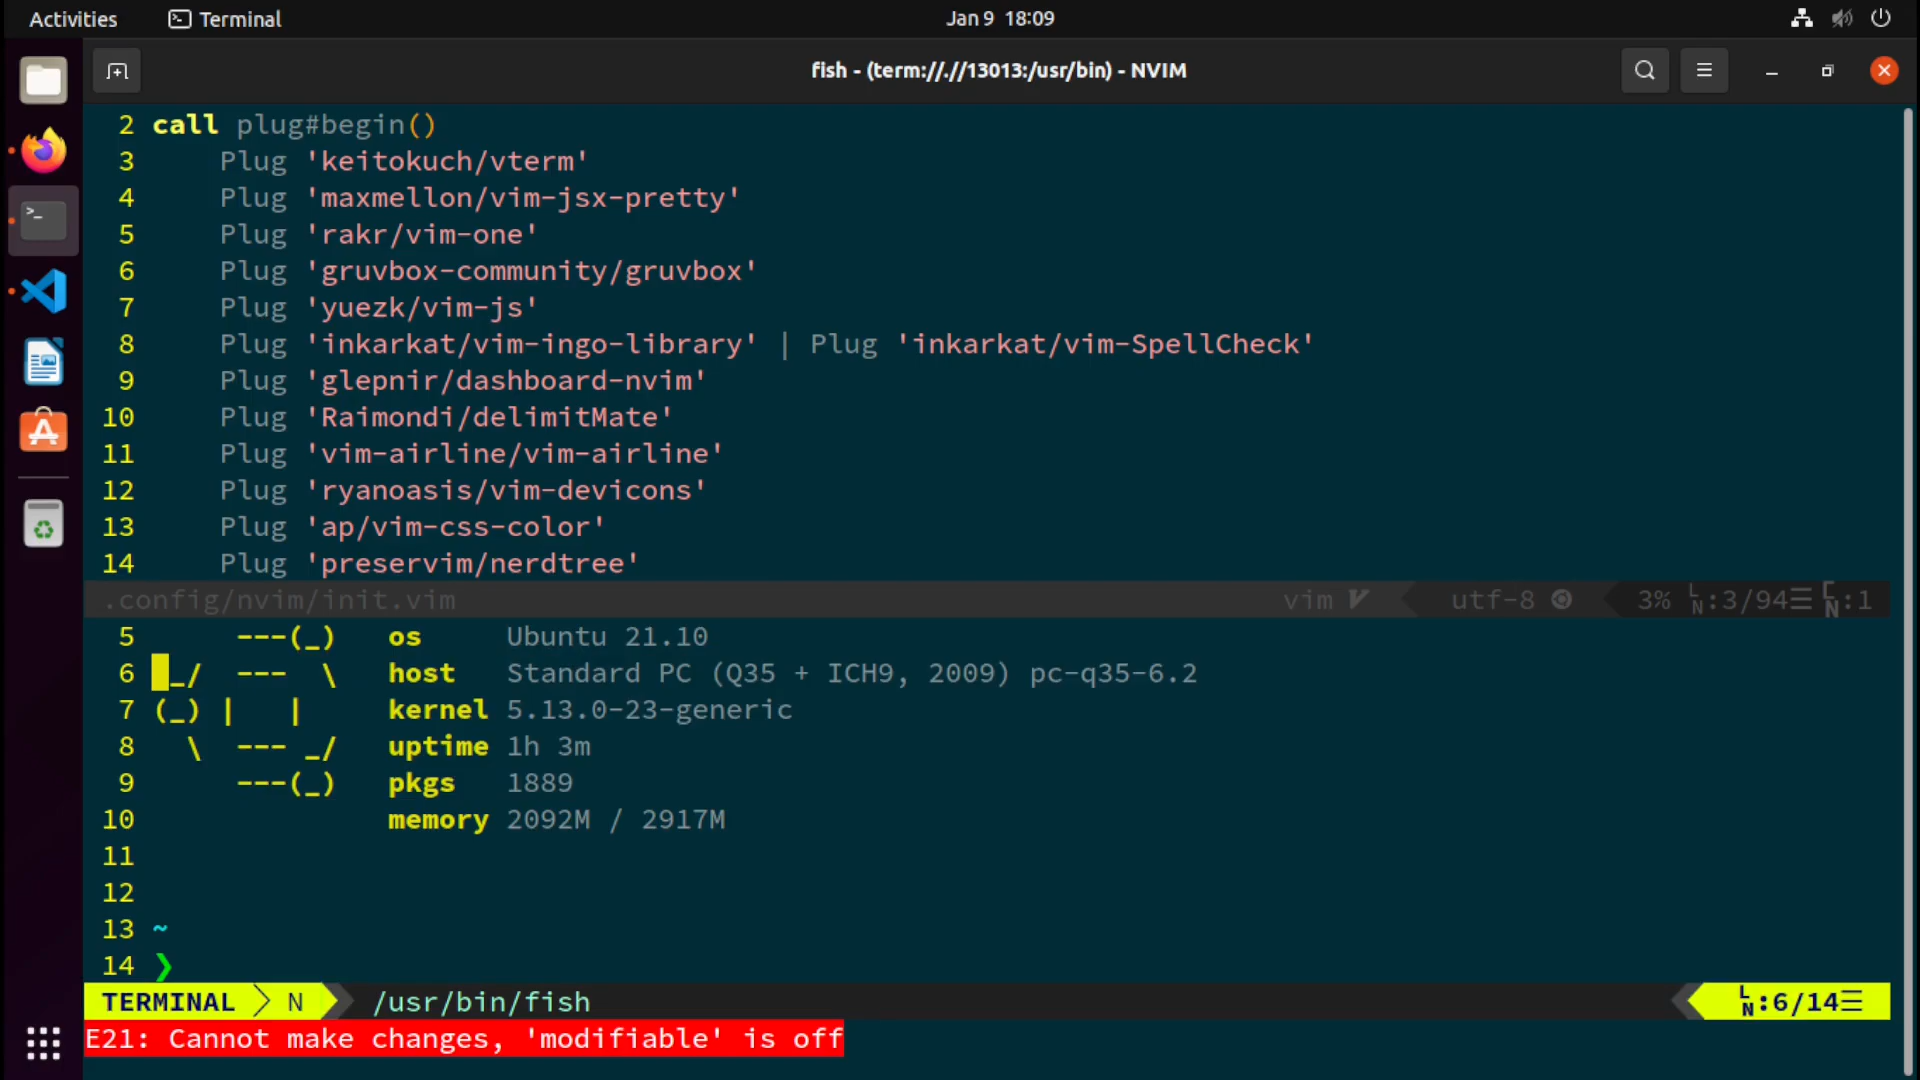 Activities Terminal Jan 9 18:09
fish - (term://.//13013:/usr/bin) - NVIM
2 call plug#begin()
3 Plug 'keitokuch/vterm'
4 Plug 'maxmellon/vim-jsx-pretty'
5 Plug 'rakr/vim-one'
6 Plug 'gruvbox-community/gruvbox'
7 Plug 'yuezk/vim-js'
8 Plug 'inkarkat/vim-ingo-library' | Plug 'inkarkat/vim-SpellCheck'
9 Plug 'glepnir/dashboard-nvim'
10 Plug 'Raimondi/delimitMate'
11 Plug 'vim-airline/vim-airline'
12 Plug 'ryanoasis/vim-devicons'
13 Plug 'ap/vim-css-color'
14 Plug 'preservim/nerdtree'
.config/nvim/init.vim vim utf-8 3% LN:3/94☰ CN:1
5      ---(_)   os     Ubuntu 21.10
6  _/  ---  \   host   Standard PC (Q35 + ICH9, 2009) pc-q35-6.2
7 (_) |   |     kernel 5.13.0-23-generic
8   \  --- _/   uptime 1h 3m
9      ---(_)   pkgs   1889
10              memory 2092M / 2917M
11
12
13 ~
14 ❯
TERMINAL N /usr/bin/fish LN:6/14☰
E21: Cannot make changes, 'modifiable' is off